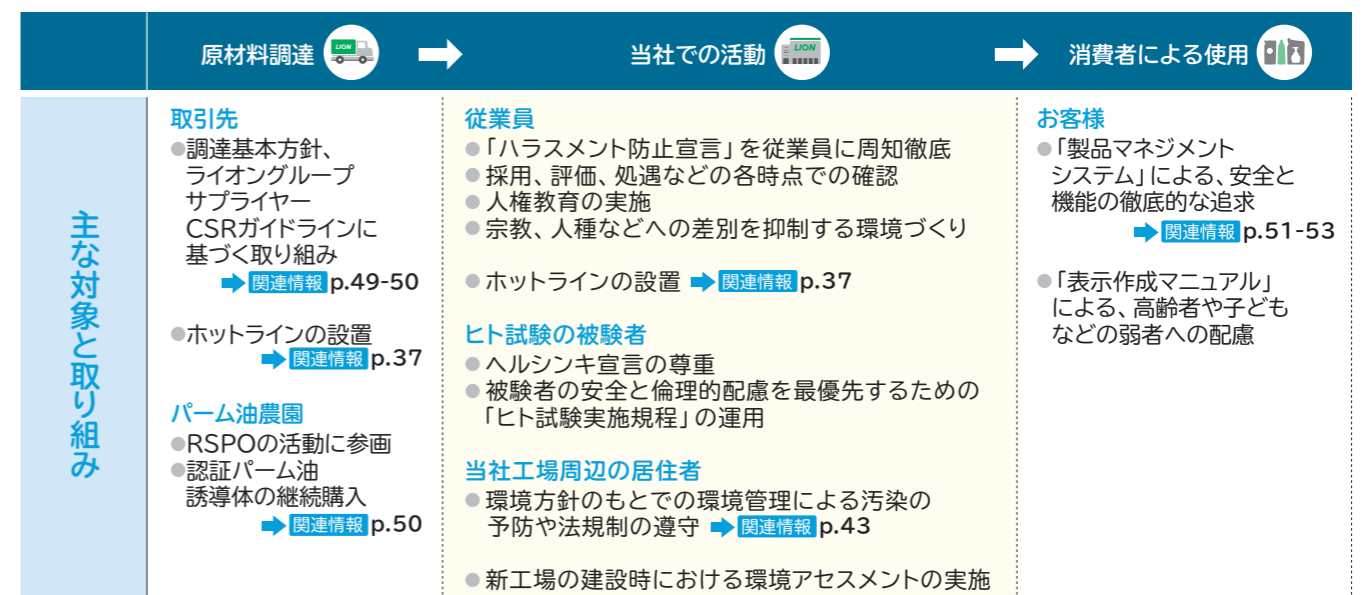 原材料調達
LION
当社での活動
LION
消費者による使用
主な対象と取り組み
取引先
●調達基本方針、
ライオングループ
サプライヤー
CSRガイドラインに
基づく取り組み
関連情報 p.49-50
●ホットラインの設置
関連情報 p.37
パーム油農園
●RSPOの活動に参画
●認証パーム油
誘導体の継続購入
関連情報 p.50
従業員
●「ハラスメント防止宣言」を従業員に周知徹底
●採用、評価、処遇などの各時点での確認
●人権教育の実施
●宗教、人種などへの差別を抑制する環境づくり
●ホットラインの設置 関連情報 p.37
ヒト試験の被験者
●ヘルシンキ宣言の尊重
●被験者の安全と倫理的配慮を最優先するための
「ヒト試験実施規程」の運用
当社工場周辺の居住者
●環境方針のもとでの環境管理による汚染の
予防や法規制の遵守 関連情報 p.43
●新工場の建設時における環境アセスメントの実施
お客様
●「製品マネジメント
システム」による、安全と
機能の徹底的な追求
関連情報 p.51-53
●「表示作成マニュアル」
による、高齢者や子ども
などの弱者への配慮